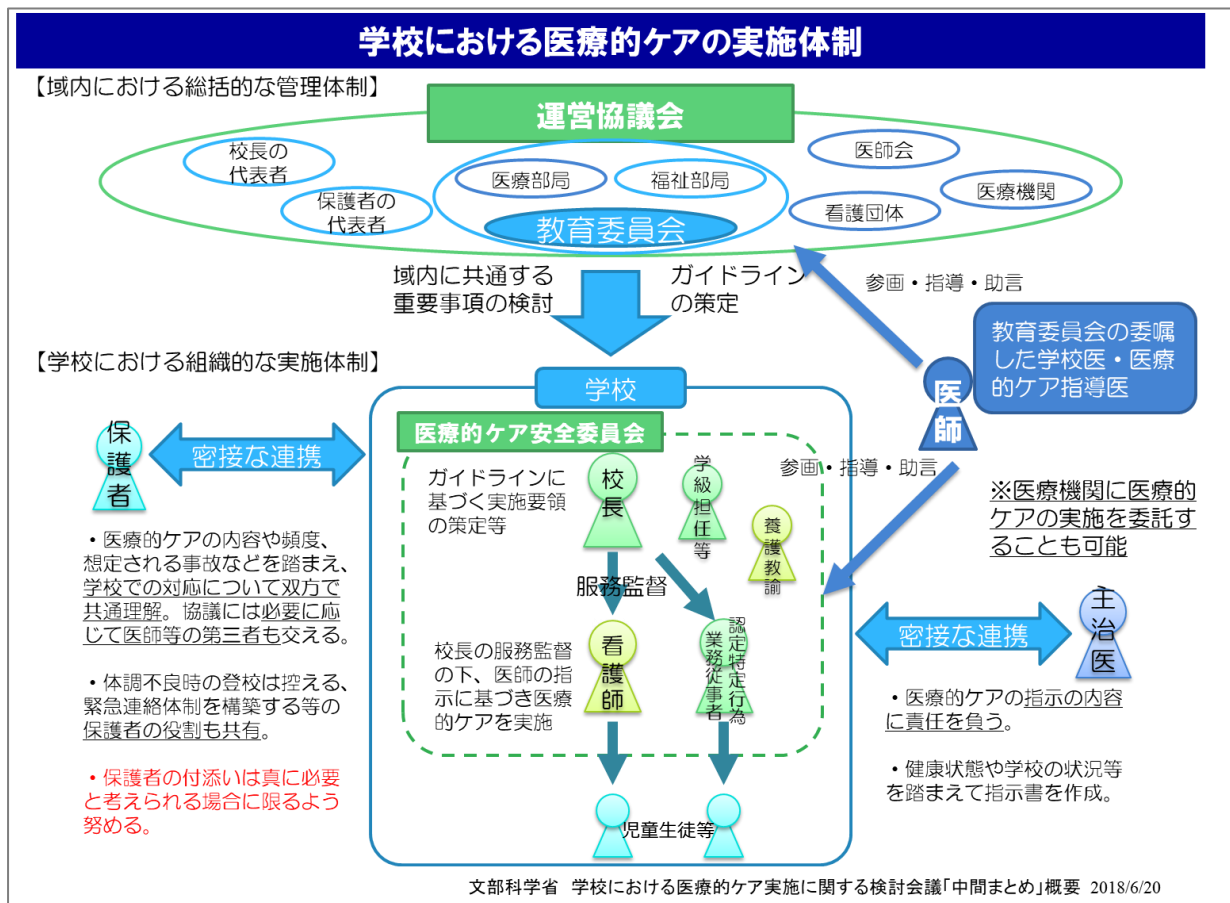 学校における医療的ケアの実施体制
【域内における総括的な管理体制】
運営協議会
校長の
代表者
保護者の
代表者
医療部局
福祉部局
教育委員会
医師会
医療機関
看護団体
域内に共通する
重要事項の検討
ガイドライン
の策定
参画・指導・助言
教育委員会の委嘱
した学校医・医療
的ケア指導医
医師
【学校における組織的な実施体制】
学校
医療的ケア安全委員会
保護者
密接な連携
ガイドラインに
基づく実施要領
の策定等
校長
学級担任等
養護教諭
参画・指導・助言
※医療機関に医療的
ケアの実施を委託す
ることも可能
・医療的ケアの内容や頻度、
想定される事故などを踏まえ、
学校での対応について双方で
共通理解。協議には必要に応
じて医師等の第三者も交える。
・体調不良時の登校は控える、
緊急連絡体制を構築する等の
保護者の役割も共有。
・保護者の付添いは真に必要
と考えられる場合に限るよう
努める。
服務監督
校長の服務監督
の下、医師の指
示に基づき医療
的ケアを実施
看護師
認定特定行為
業務従事者
密接な連携
主治医
・医療的ケアの指示の内容
に責任を負う。
・健康状態や学校の状況等
を踏まえて指示書を作成。
児童生徒等
文部科学省 学校における医療的ケア実施に関する検討会議「中間まとめ」概要 2018/6/20